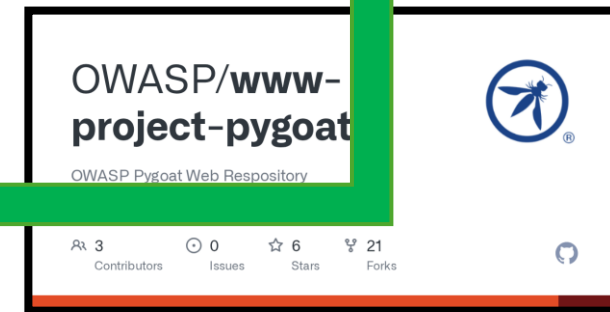 OWASP/www-
project-pygoat
OWASP Pygoat Web Respository
3 0 6 21
Contributors Issues Stars Forks
®